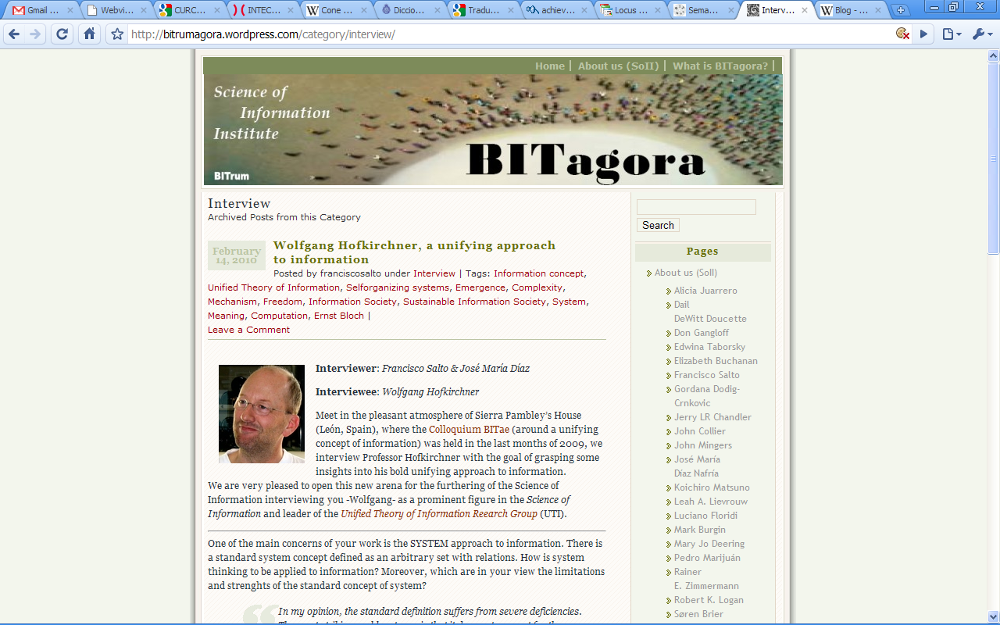 Gmail ...
Webvi...
CURC...
INTEC...
Cone ...
Diccio...
Tradu...
achiev...
Locus ...
Sema...
Interv...
Blog - ...
http://bitrumagora.wordpress.com/category/interview/
Home | About us (SoII) | What is BITagora? |
Science of
Information
Institute
BITrum
BITagora
Interview
Archived Posts from this Category
February
14, 2010
Wolfgang Hofkirchner, a unifying approach
to information
Posted by franciscosalto under Interview | Tags: Information concept,
Unified Theory of Information, Selforganizing systems, Emergence, Complexity,
Mechanism, Freedom, Information Society, Sustainable Information Society, System,
Meaning, Computation, Ernst Bloch |
Leave a Comment
Interviewer: Francisco Salto & José María Díaz
Interviewee: Wolfgang Hofkirchner
Meet in the pleasant atmosphere of Sierra Pambley's House
(León, Spain), where the Colloquium BITae (around a unifying
concept of information) was held in the last months of 2009, we
interview Professor Hofkirchner with the goal of grasping some
insights into his bold unifying approach to information.
We are very pleased to open this new arena for the furthering of the Science of
Information interviewing you -Wolfgang- as a prominent figure in the Science of
Information and leader of the Unified Theory of Information Reearch Group (UTI).
One of the main concerns of your work is the SYSTEM approach to information. There is
a standard system concept defined as an arbitrary set with relations. How is system
thinking to be applied to information? Moreover, which are in your view the limitations
and strenghts of the standard concept of system?
In my opinion, the standard definition suffers from severe deficiencies.
Search
Pages
About us (SoII)
Alicia Juarrero
Dail
DeWitt Doucette
Don Gangloff
Edwina Taborsky
Elizabeth Buchanan
Francisco Salto
Gordana Dodig-
Crnkovic
Jerry LR Chandler
John Collier
John Mingers
José María
Díaz Nafría
Koichiro Matsuno
Leah A. Lievrouw
Luciano Floridi
Mark Burgin
Mary Jo Deering
Pedro Marijuán
Rainer
E. Zimmermann
Robert K. Logan
Søren Brier